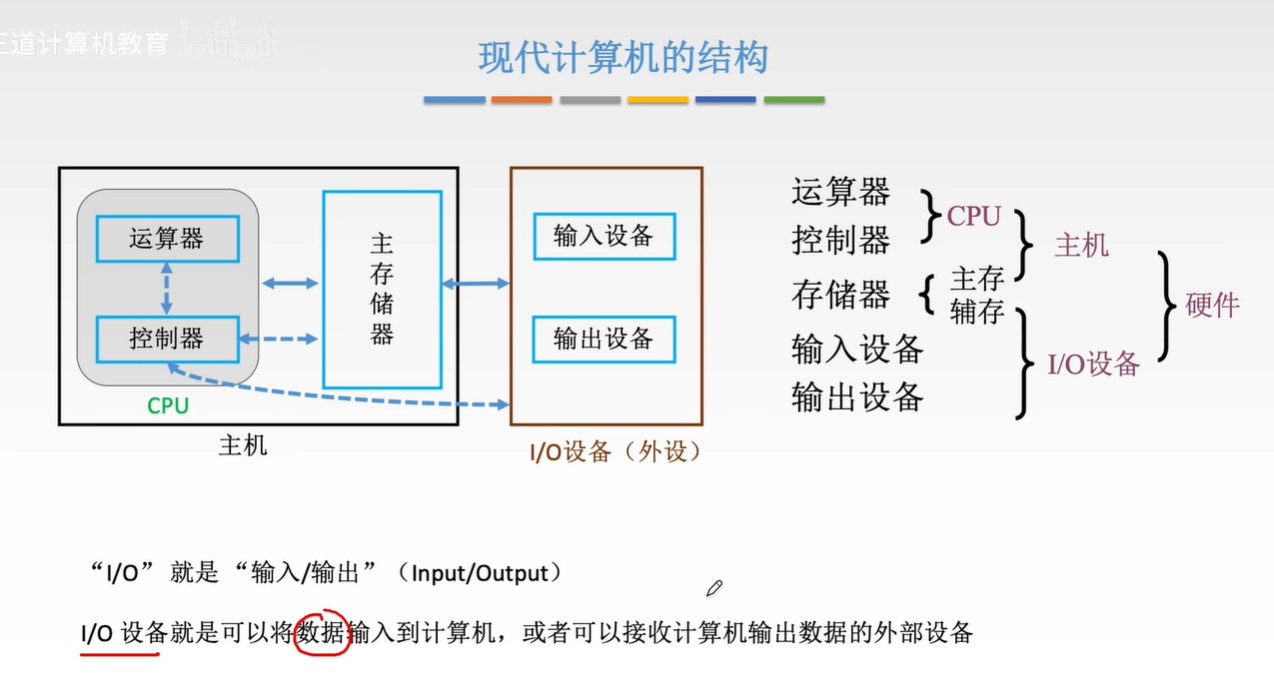 三道计算机教育
现代计算机的结构
运算器
控制器
CPU
主存储器
主机
输入设备
输出设备
I/O设备（外设）
运算器
控制器
CPU
存储器
主存
辅存
主机
输入设备
输出设备
I/O设备
硬件
“I/O” 就是 “输入/输出” （Input/Output）
I/O 设备就是可以将数据输入到计算机，或者可以接收计算机输出数据的外部设备